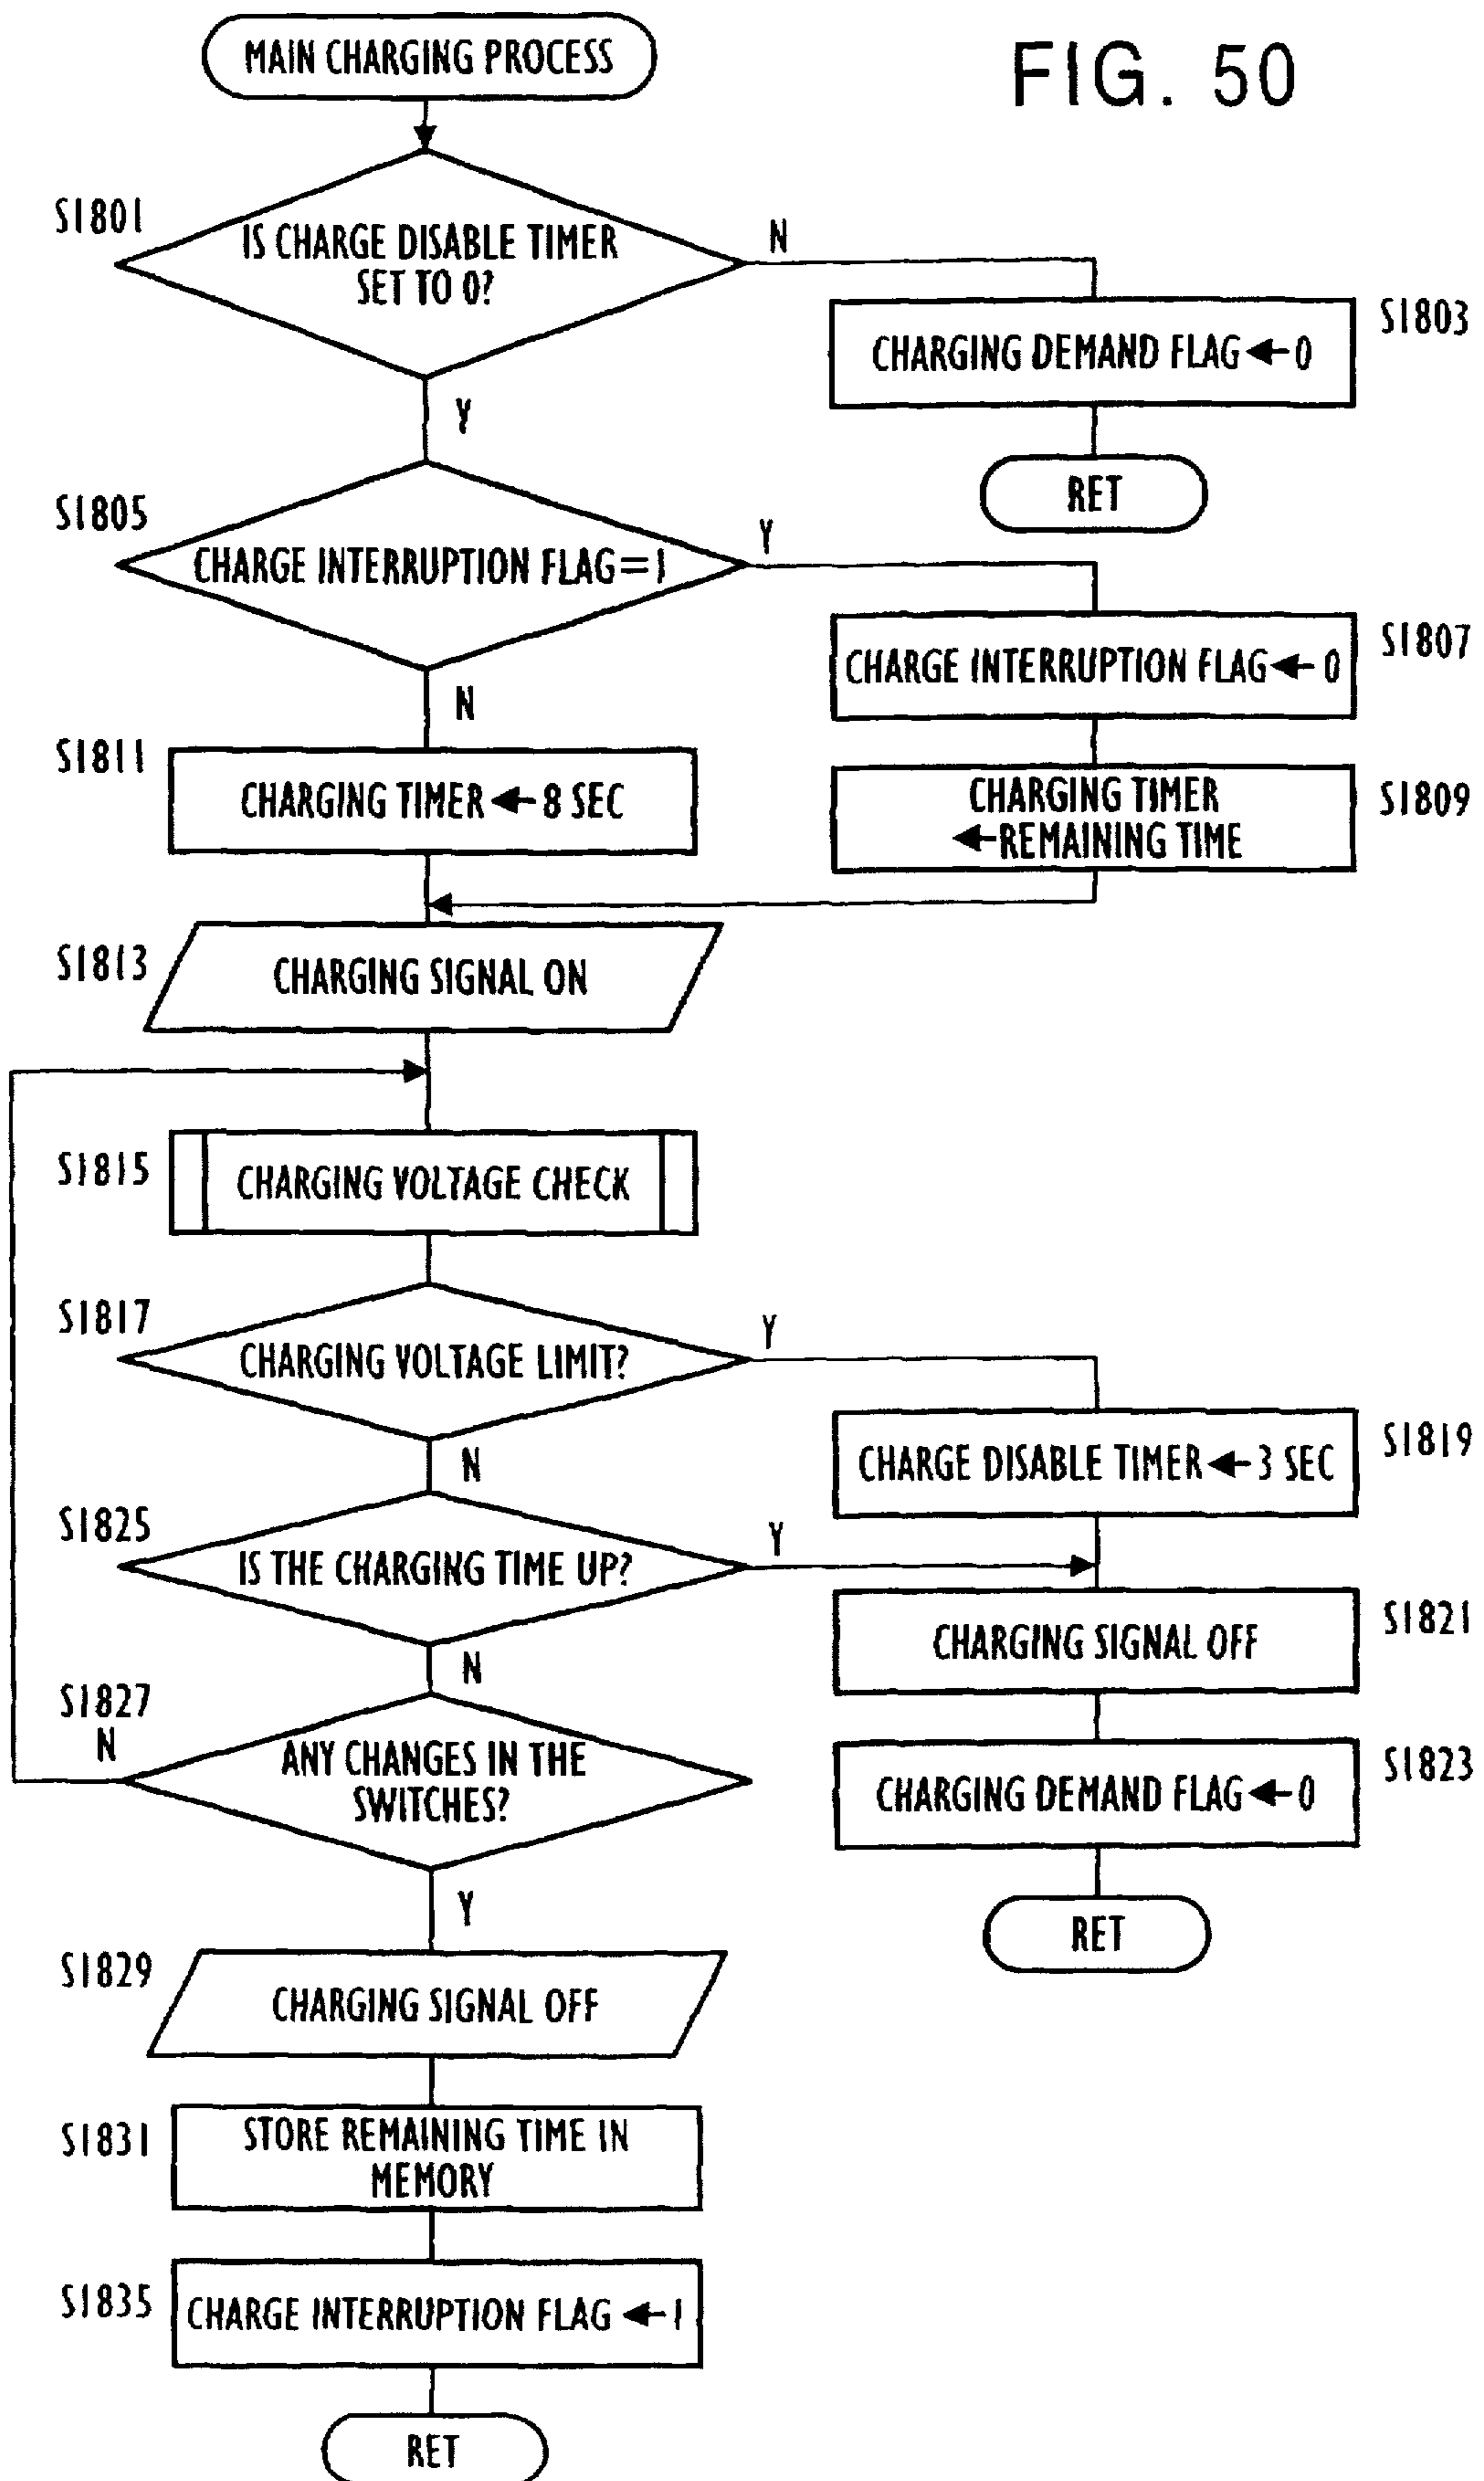 FIG. 50
MAIN CHARGING PROCESS
S1801
IS CHARGE DISABLE TIMER
SET TO 0?
N
Y
S1803
CHARGING DEMAND FLAG←0
RET
S1805
CHARGE INTERRUPTION FLAG=1
Y
N
S1807
CHARGE INTERRUPTION FLAG←0
S1809
CHARGING TIMER
←REMAINING TIME
S1811
CHARGING TIMER←8 SEC
S1813
CHARGING SIGNAL ON
S1815
CHARGING VOLTAGE CHECK
S1817
CHARGING VOLTAGE LIMIT?
Y
N
S1819
CHARGE DISABLE TIMER←3 SEC
S1825
IS THE CHARGING TIME UP?
Y
N
S1821
CHARGING SIGNAL OFF
S1823
CHARGING DEMAND FLAG←0
RET
S1827
N
ANY CHANGES IN THE
SWITCHES?
Y
S1829
CHARGING SIGNAL OFF
S1831
STORE REMAINING TIME IN
MEMORY
S1835
CHARGE INTERRUPTION FLAG ←1
RET